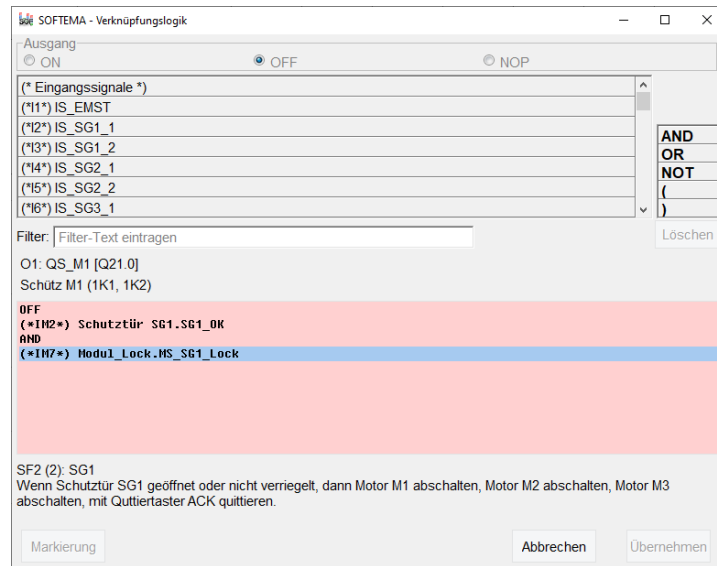 SOFTEMA - Verknüpfungslogik
Ausgang
ON
OFF
NOP
(* Eingangssignale *)
(*I1*) IS_EMST
(*I2*) IS_SG1_1
(*I3*) IS_SG1_2
(*I4*) IS_SG2_1
(*I5*) IS_SG2_2
(*I6*) IS_SG3_1
AND
OR
NOT
(
)
Filter: Filter-Text eintragen
Löschen
O1: QS_M1 [Q21.0]
Schütz M1 (1K1, 1K2)
OFF
(*IM2*) Schutztür SG1.SG1_OK
AND
(*IM7*) Modul_Lock.MS_SG1_Lock
SF2 (2): SG1
Wenn Schutztür SG1 geöffnet oder nicht verriegelt, dann Motor M1 abschalten, Motor M2 abschalten, Motor M3
abschalten, mit Quttiertaster ACK quittieren.
Markierung
Abbrechen
Übernehmen